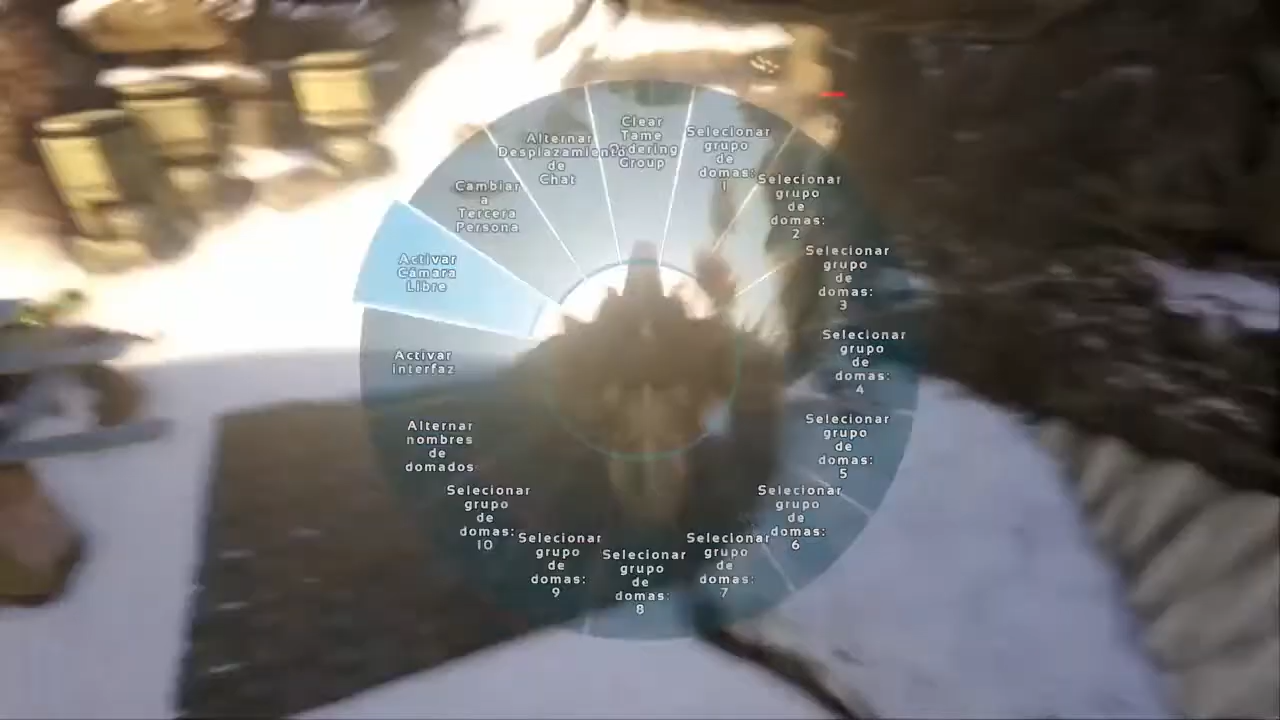 Clear
Tame
Ordering
Group
Selecionar
grupo
de
domas:
1
Selecionar
grupo
de
domas:
2
Selecionar
grupo
de
domas:
3
Selecionar
grupo
de
domas:
4
Selecionar
grupo
de
domas:
5
Selecionar
grupo
de
domas:
6
Selecionar
grupo
de
domas:
7
Selecionar
grupo
de
domas:
8
Selecionar
grupo
de
domas:
9
Selecionar
grupo
de
domas:
10
Alternar
nombres
de
domados
Activar
interfaz
Activar
Cámara
Libre
Cambiar
a
Tercera
Persona
Alternar
Desplazamiento
de
Chat